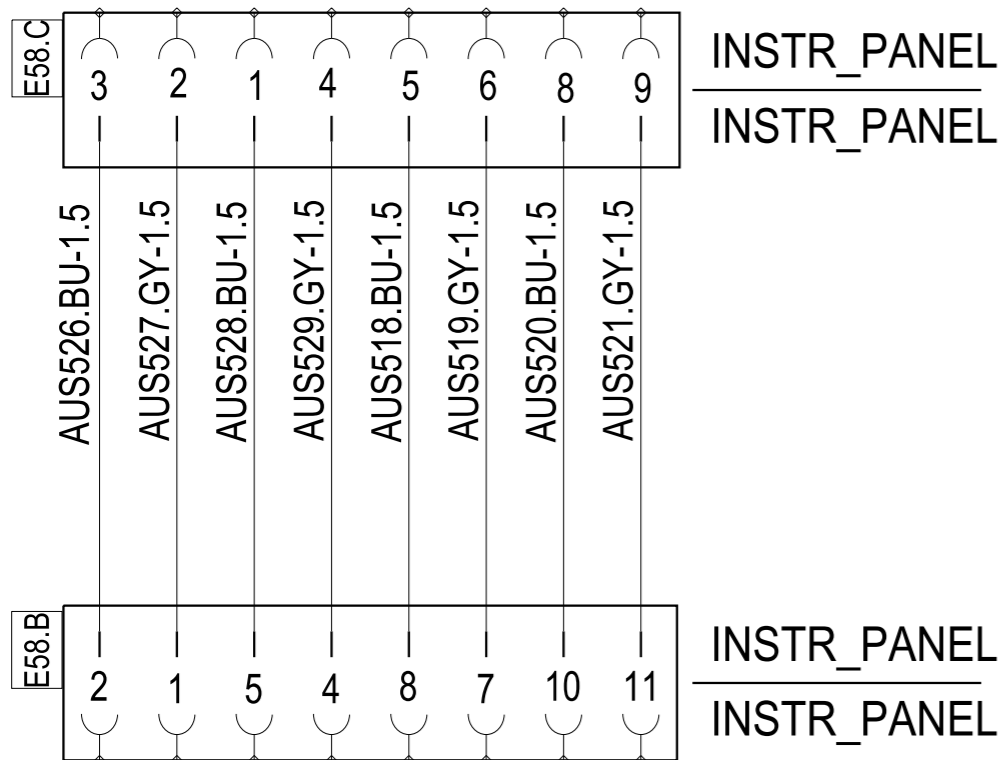 E58.C
3 2 1 4 5 6 8 9
INSTR_PANEL
INSTR_PANEL
AUS526.BU-1.5
AUS527.GY-1.5
AUS528.BU-1.5
AUS529.GY-1.5
AUS518.BU-1.5
AUS519.GY-1.5
AUS520.BU-1.5
AUS521.GY-1.5
E58.B
2 1 5 4 8 7 10 11
INSTR_PANEL
INSTR_PANEL